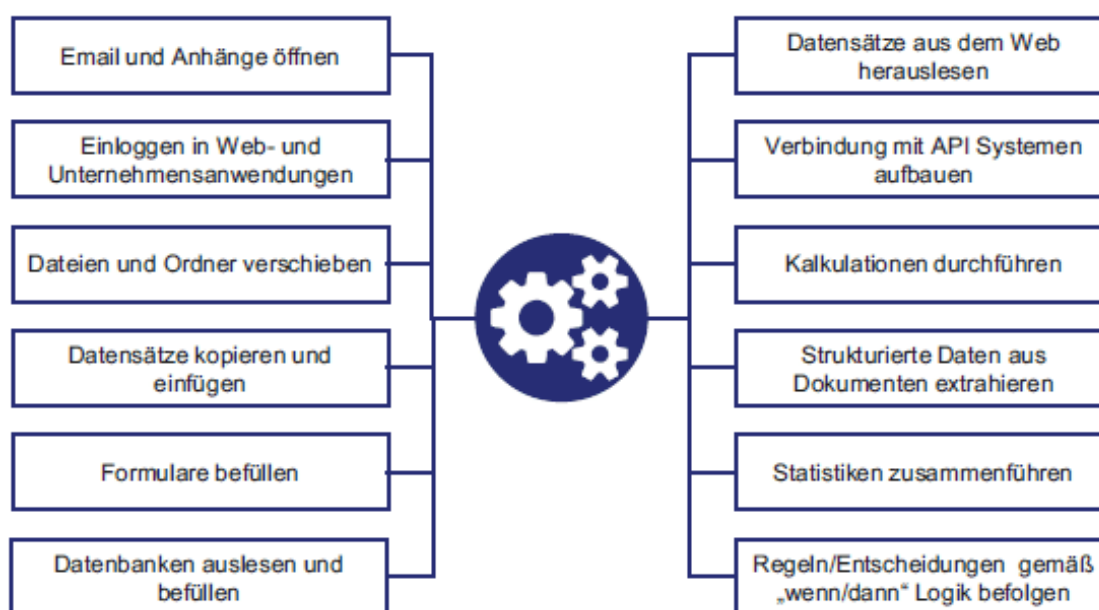 Email und Anhänge öffnen
Einloggen in Web- und
Unternehmensanwendungen
Dateien und Ordner verschieben
Datensätze kopieren und
einfügen
Formulare befüllen
Datenbanken auslesen und
befüllen
Datensätze aus dem Web
herauslesen
Verbindung mit API Systemen
aufbauen
Kalkulationen durchführen
Strukturierte Daten aus
Dokumenten extrahieren
Statistiken zusammenführen
Regeln/Entscheidungen gemäß
„wenn/dann“ Logik befolgen